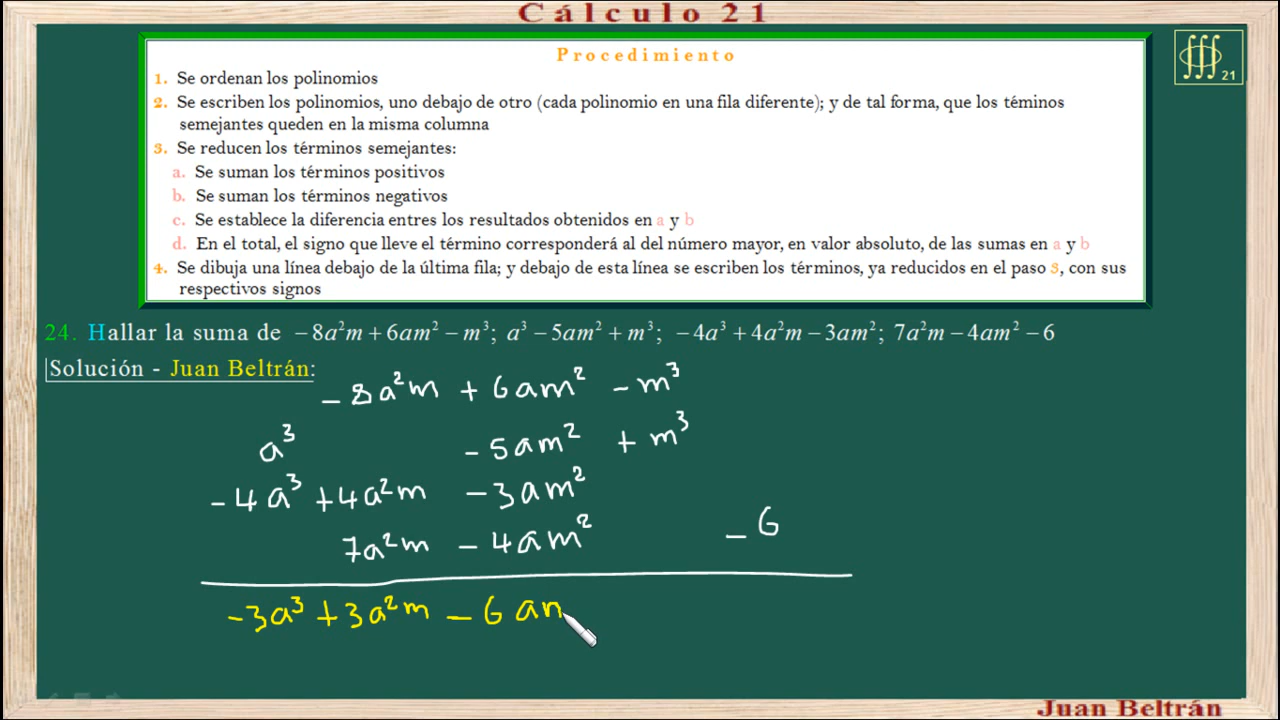 Cálculo 21
Procedimiento
1. Se ordenan los polinomios
2. Se escriben los polinomios, uno debajo de otro (cada polinomio en una fila diferente); y de tal forma, que los téminos
semejantes queden en la misma columna
3. Se reducen los términos semejantes:
a. Se suman los términos positivos
b. Se suman los términos negativos
c. Se establece la diferencia entres los resultados obtenidos en a y b
d. En el total, el signo que lleve el término corresponderá al del número mayor, en valor absoluto, de las sumas en a y b
4. Se dibuja una línea debajo de la última fila; y debajo de esta línea se escriben los términos, ya reducidos en el paso 3, con sus
respectivos signos
∫∫∫ 21
24. Hallar la suma de −8a²m+6am²−m³; a³−5am²+m³; −4a³+4a²m−3am²; 7a²m−4am²−6
Solución - Juan Beltrán:
− 8a²m + 6am² − m³
a³ − 5am² + m³
− 4a³ + 4a²m − 3am²
7a²m − 4am² − 6
−3a³ + 3a²m − 6am
Juan Beltrán